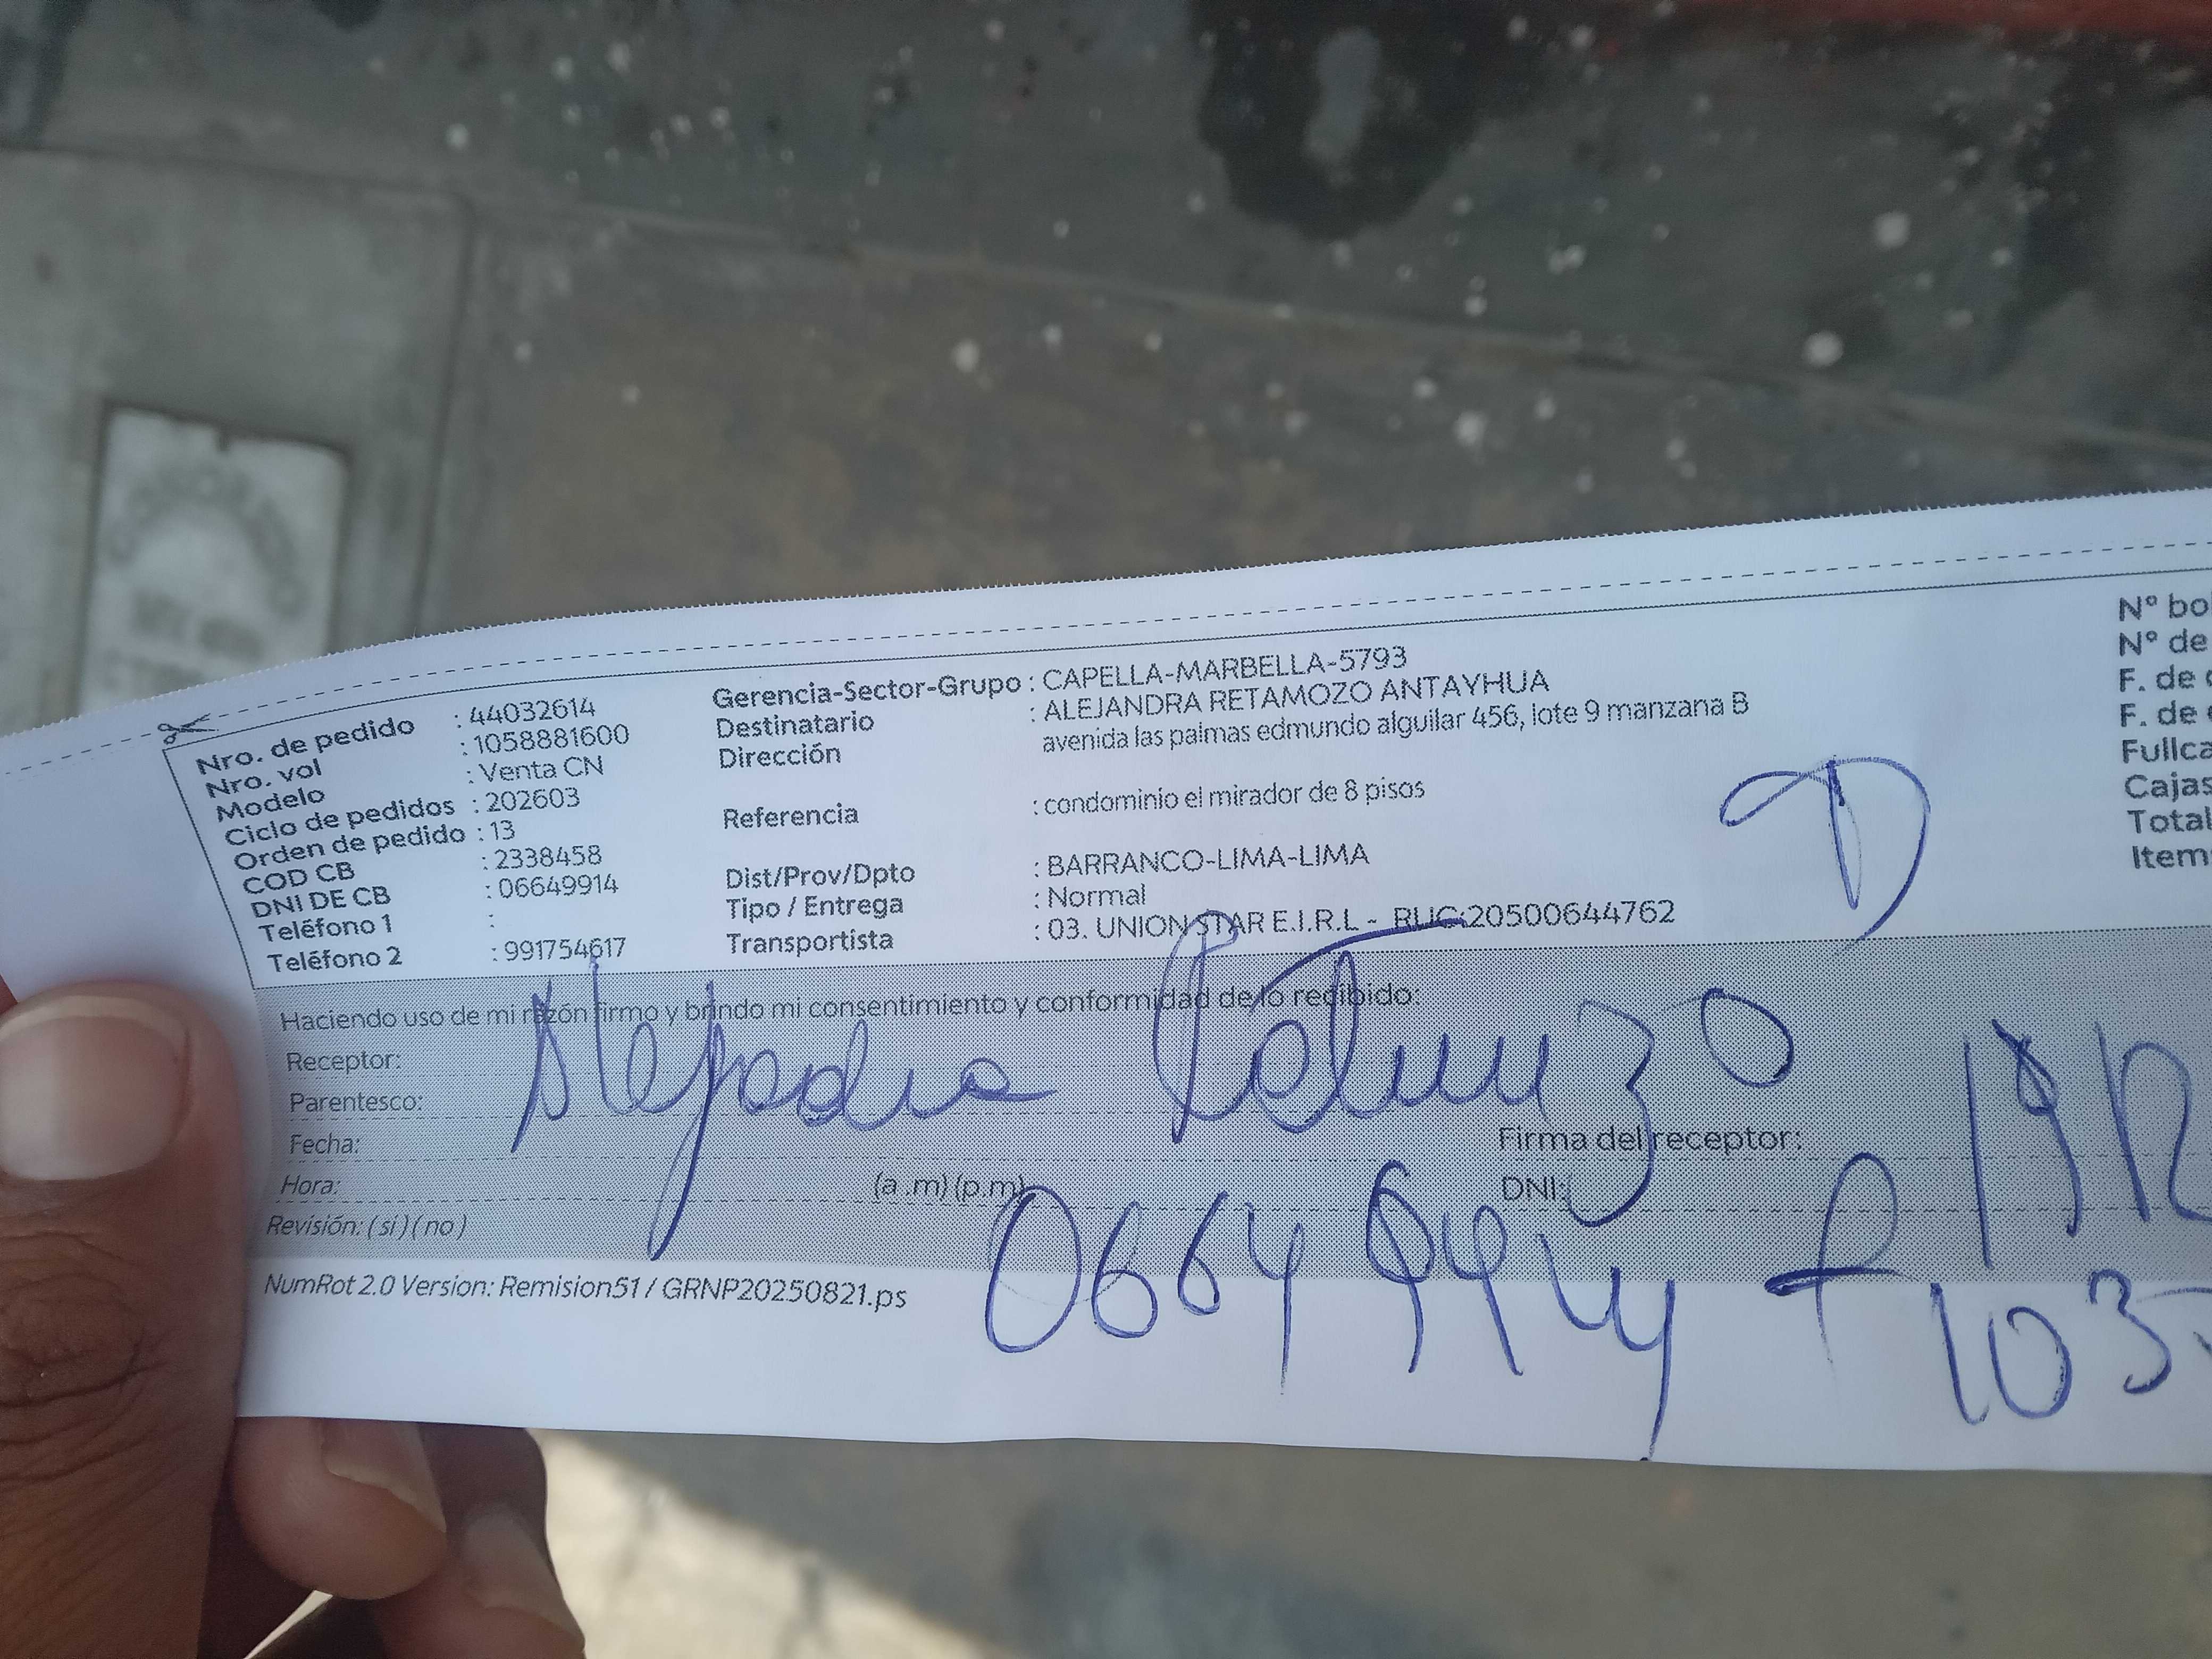 Nro. de pedido : 44032614
Nro. vol : 1058881600
Modelo : Venta CN
Ciclo de pedidos : 202603
Orden de pedido : 13
COD CB : 2338458
DNI DE CB : 06649914
Teléfono 1 :
Teléfono 2 : 991754617
Gerencia-Sector-Grupo : CAPELLA-MARBELLA-5793
Destinatario : ALEJANDRA RETAMOZO ANTAYHUA
Dirección avenida las palmas edmundo alguilar 456, lote 9 manzana B
Referencia : condominio el mirador de 8 pisos
Dist/Prov/Dpto : BARRANCO-LIMA-LIMA
Tipo / Entrega : Normal
Transportista : 03. UNION STAR E.I.R.L - RUC:20500644762
N° bo
N° de
F. de
F. de
Fullca
Cajas
Total
Item
Haciendo uso de mi razón firmo y brindo mi consentimiento y conformidad de lo recibido:
Receptor: Alejadra Retamozo
Parentesco:
Fecha:
Firma del receptor:
Hora: (a .m) (p.m)
DNI:
Revisión: ( si ) ( no )
NumRot 2.0 Version: Remision51 / GRNP20250821.ps
103